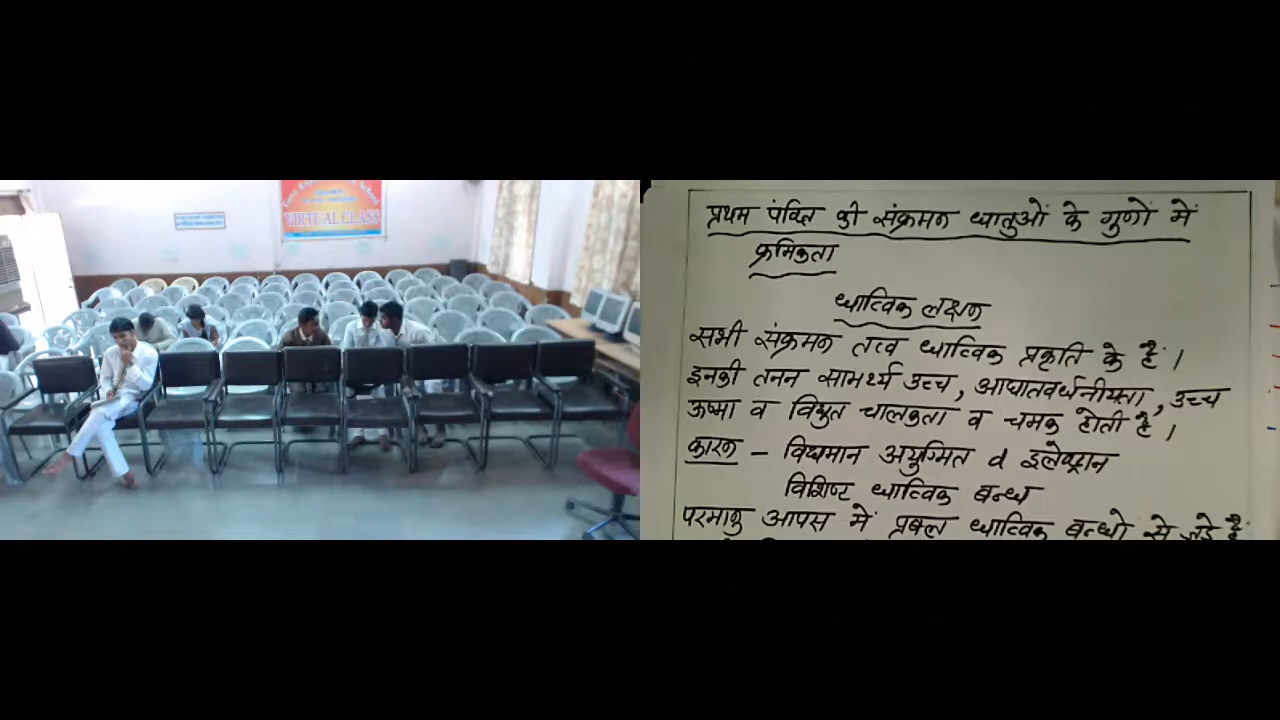 VIRTUAL CLASS
प्रथम पंक्ति की संक्रमण धातुओं के गुणों में
क्रमिकता
धात्विक लक्षण
सभी संक्रमण तत्व धात्विक प्रकृति के हैं।
इनकी तनन सामर्थ्य उच्च, आघातवर्धनीयता, उच्च
ऊष्मा व विद्युत चालकता व चमक होती है।
कारण - विद्यमान अयुग्मित d इलेक्ट्रान
विशिष्ट धात्विक बन्ध
परमाणु आपस में प्रबल धात्विक बन्धो से जुड़े हैं